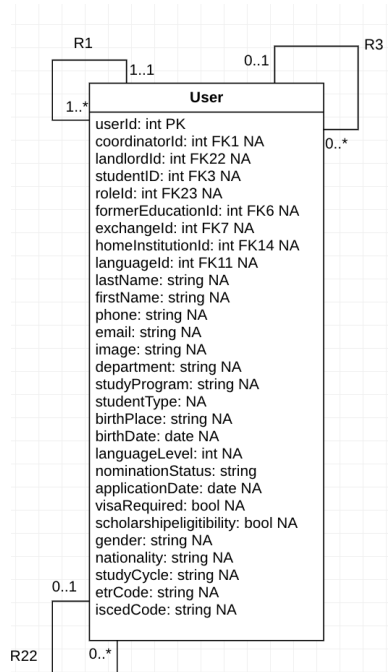 R1
R3
0..1
1..1
User
1..*
userId: int PK
coordinatorId: int FK1 NA
0..*
landlordId: int FK22 NA
studentID: int FK3 NA
roleId: int FK23 NA
formerEducationId: int FK6 NA
exchangeId: int FK7 NA
homeInstitutionId: int FK14 NA
languageId: int FK11 NA
lastName: string NA
firstName: string NA
phone: string NA
email: string NA
image: string NA
department: string NA
studyProgram: string NA
studentType: NA
birthPlace: string NA
birthDate: date NA
languageLevel: int NA
nominationStatus: string
applicationDate: date NA
visaRequired: bool NA
scholarshipeligitibility: bool NA
gender: string NA
nationality: string NA
studyCycle: string NA
0..1
etrCode: string NA
iscedCode: string NA
R22
0..*